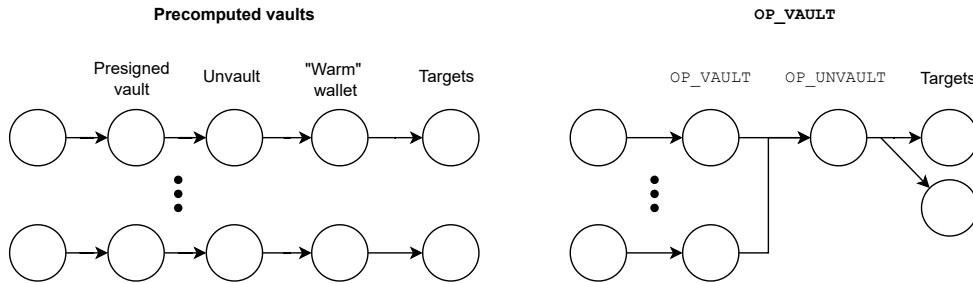 Precomputed vaults
Presigned
vault
Unvault
"Warm"
wallet
Targets
OP_VAULT
OP_VAULT
OP_UNVAULT
Targets